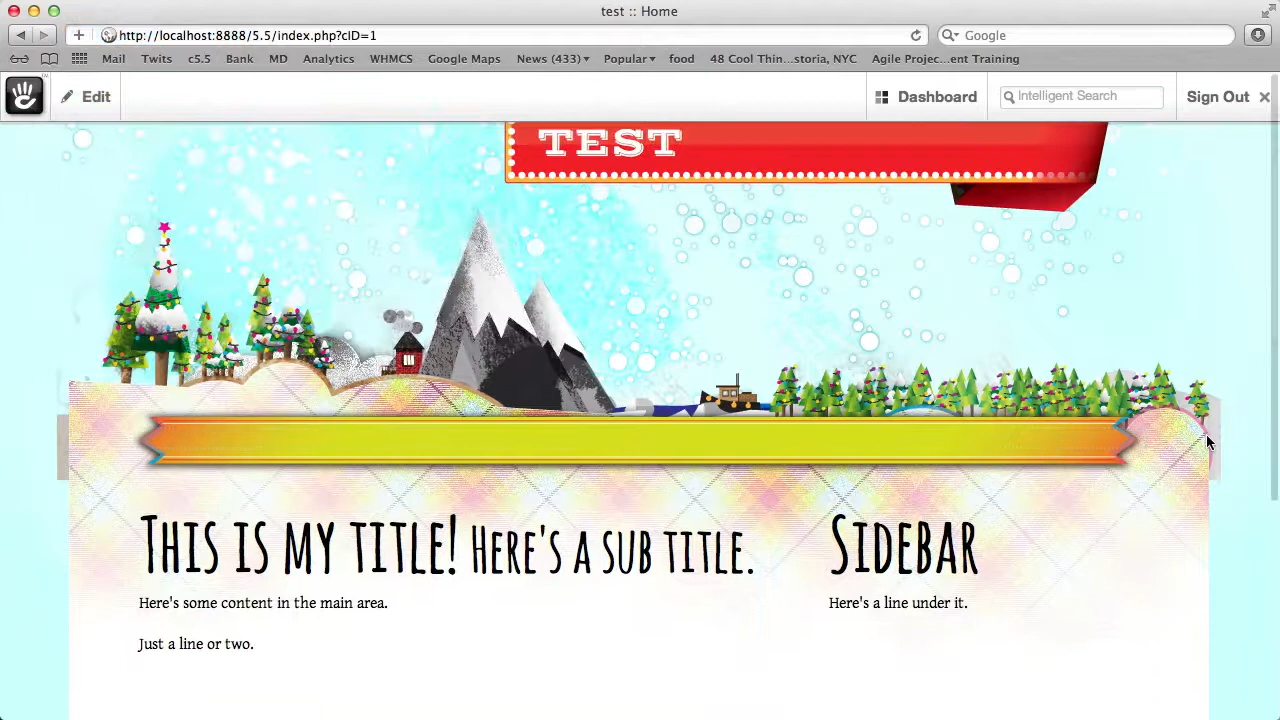 test :: Home
http://localhost:8888/5.5/index.php?cID=1
Google
Mail Twits c5.5 Bank MD Analytics WHMCS Google Maps News (433) Popular food 48 Cool Thin...storia, NYC Agile Projec...ent Training
Edit Dashboard Intelligent Search Sign Out
TEST
This is my title! Here's a sub title.
Sidebar
Here's some content in the main area.
Here's a line under it.
Just a line or two.